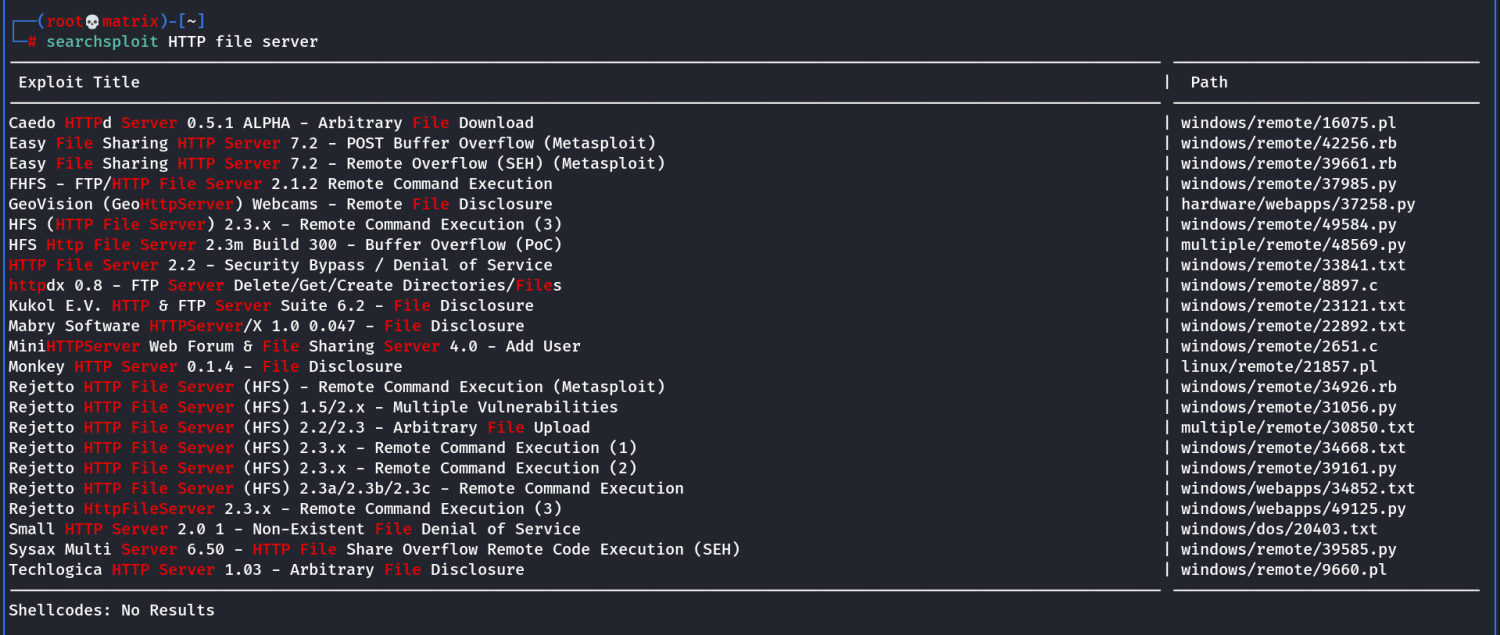 (root💀matrix)-[~]
# searchsploit HTTP file server
Exploit Title | Path
Caedo HTTPd Server 0.5.1 ALPHA - Arbitrary File Download | windows/remote/16075.pl
Easy File Sharing HTTP Server 7.2 - POST Buffer Overflow (Metasploit) | windows/remote/42256.rb
Easy File Sharing HTTP Server 7.2 - Remote Overflow (SEH) (Metasploit) | windows/remote/39661.rb
FHFS - FTP/HTTP File Server 2.1.2 Remote Command Execution | windows/remote/37985.py
GeoVision (GeoHttpServer) Webcams - Remote File Disclosure | hardware/webapps/37258.py
HFS (HTTP File Server) 2.3.x - Remote Command Execution (3) | windows/remote/49584.py
HFS Http File Server 2.3m Build 300 - Buffer Overflow (PoC) | multiple/remote/48569.py
HTTP File Server 2.2 - Security Bypass / Denial of Service | windows/remote/33841.txt
httpdx 0.8 - FTP Server Delete/Get/Create Directories/Files | windows/remote/8897.c
Kukol E.V. HTTP & FTP Server Suite 6.2 - File Disclosure | windows/remote/23121.txt
Mabry Software HTTPServer/X 1.0 0.047 - File Disclosure | windows/remote/22892.txt
MiniHTTPServer Web Forum & File Sharing Server 4.0 - Add User | windows/remote/2651.c
Monkey HTTP Server 0.1.4 - File Disclosure | linux/remote/21857.pl
Rejetto HTTP File Server (HFS) - Remote Command Execution (Metasploit) | windows/remote/34926.rb
Rejetto HTTP File Server (HFS) 1.5/2.x - Multiple Vulnerabilities | windows/remote/31056.py
Rejetto HTTP File Server (HFS) 2.2/2.3 - Arbitrary File Upload | multiple/remote/30850.txt
Rejetto HTTP File Server (HFS) 2.3.x - Remote Command Execution (1) | windows/remote/34668.txt
Rejetto HTTP File Server (HFS) 2.3.x - Remote Command Execution (2) | windows/remote/39161.py
Rejetto HTTP File Server (HFS) 2.3a/2.3b/2.3c - Remote Command Execution | windows/webapps/34852.txt
Rejetto HttpFileServer 2.3.x - Remote Command Execution (3) | windows/webapps/49125.py
Small HTTP Server 2.0 1 - Non-Existent File Denial of Service | windows/dos/20403.txt
Sysax Multi Server 6.50 - HTTP File Share Overflow Remote Code Execution (SEH) | windows/remote/39585.py
Techlogica HTTP Server 1.03 - Arbitrary File Disclosure | windows/remote/9660.pl
Shellcodes: No Results